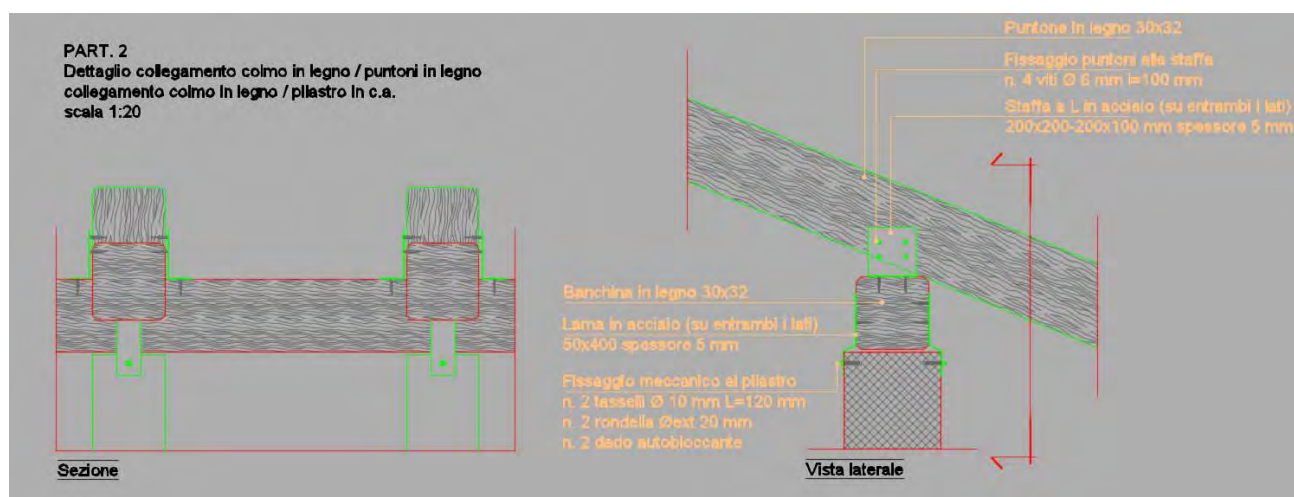 PART. 2
Dettaglio collegamento colmo in legno / puntoni in legno
collegamento colmo in legno / pilastro in c.a.
scala 1:20
Puntone in legno 30x32
Fissaggio puntoni alla staffa
n. 4 viti Ø 6 mm l=100 mm
Staffa a L in acciaio (su entrambi i lati)
200x200-200x100 mm spessore 5 mm
Banchina in legno 30x32
Lama in acciaio (su entrambi i lati)
50x400 spessore 5 mm
Fissaggio meccanico al pilastro
n. 2 tasselli Ø 10 mm L=120 mm
n. 2 rondella Øext 20 mm
n. 2 dado autobloccante
Sezione
Vista laterale